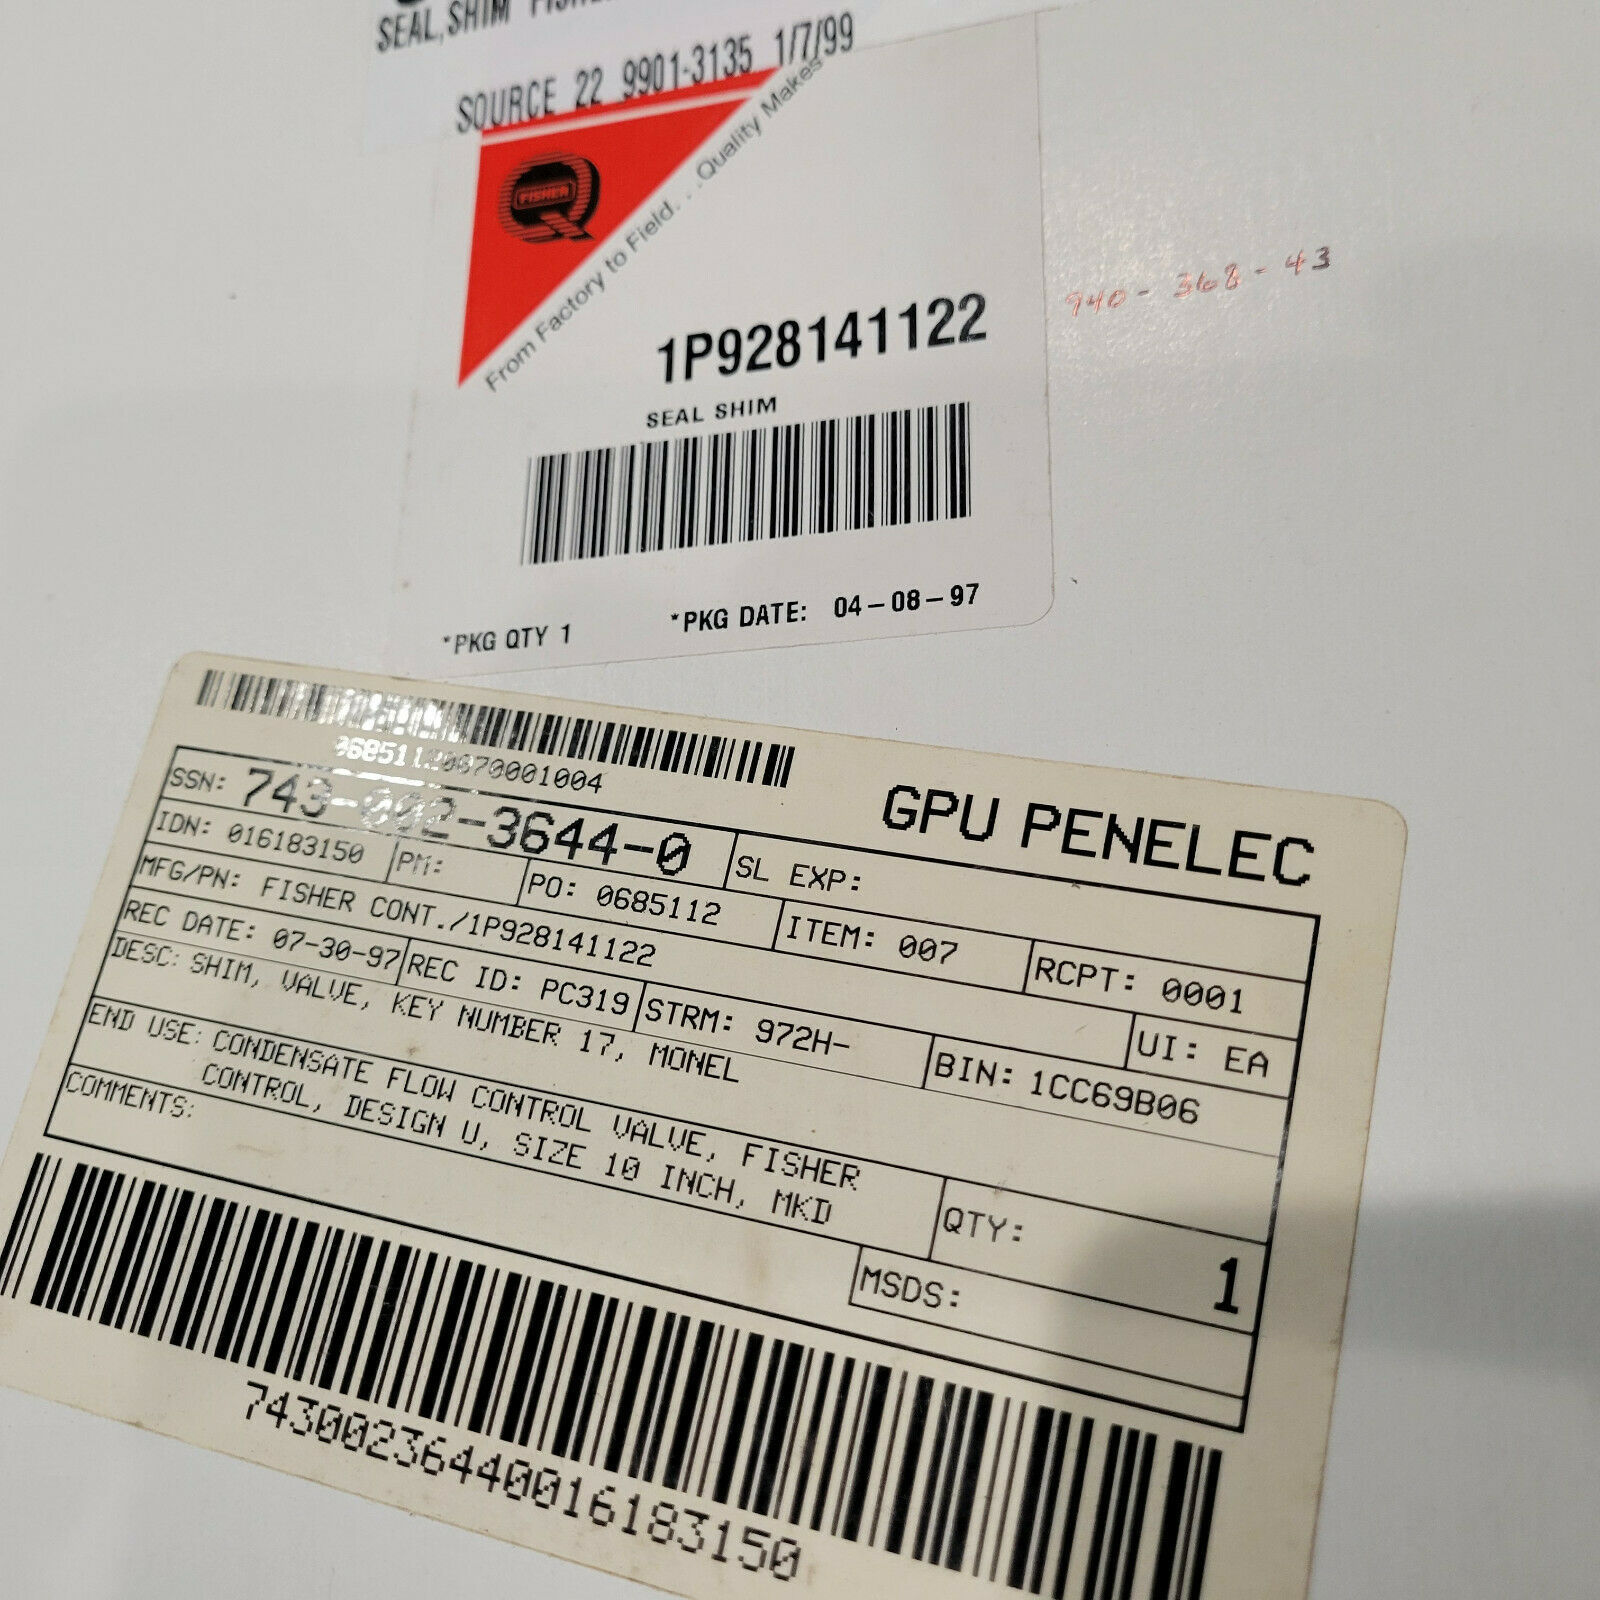 SEAL, SHIM
SOURCE 22 9901-3135 1/7/99
FISHER
From Factory to Field. . . Quality Makes
1P928141122
SEAL SHIM
*PKG QTY 1 *PKG DATE: 04-08-97
940-368-43
06851120070001004
GPU PENELEC
SSN: 743-002-3644-0 SL EXP:
IDN: 016183150 PM: PO: 0685112 ITEM: 007 RCPT: 0001
MFG/PN: FISHER CONT./1P928141122 UI: EA
REC DATE: 07-30-97 REC ID: PC319 STRM: 972H- BIN: 1CC69B06
DESC: SHIM, VALVE, KEY NUMBER 17, MONEL
END USE: CONDENSATE FLOW CONTROL VALVE, FISHER
CONTROL, DESIGN U, SIZE 10 INCH, MKD
QTY: 1
COMMENTS:
MSDS:
74300236440016183150